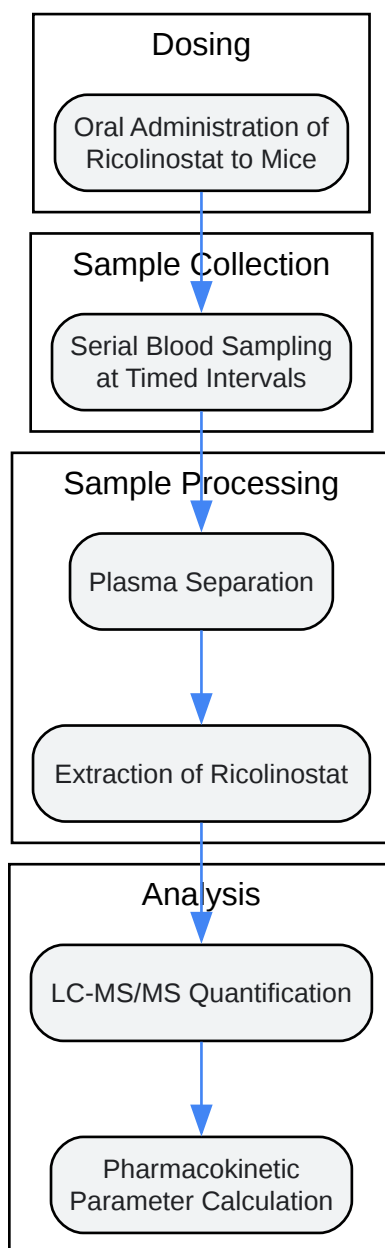 Dosing
Oral Administration of
Ricolinostat to Mice
Sample Collection
Serial Blood Sampling
at Timed Intervals
Sample Processing
Plasma Separation
Extraction of Ricolinostat
Analysis
LC-MS/MS Quantification
Pharmacokinetic
Parameter Calculation